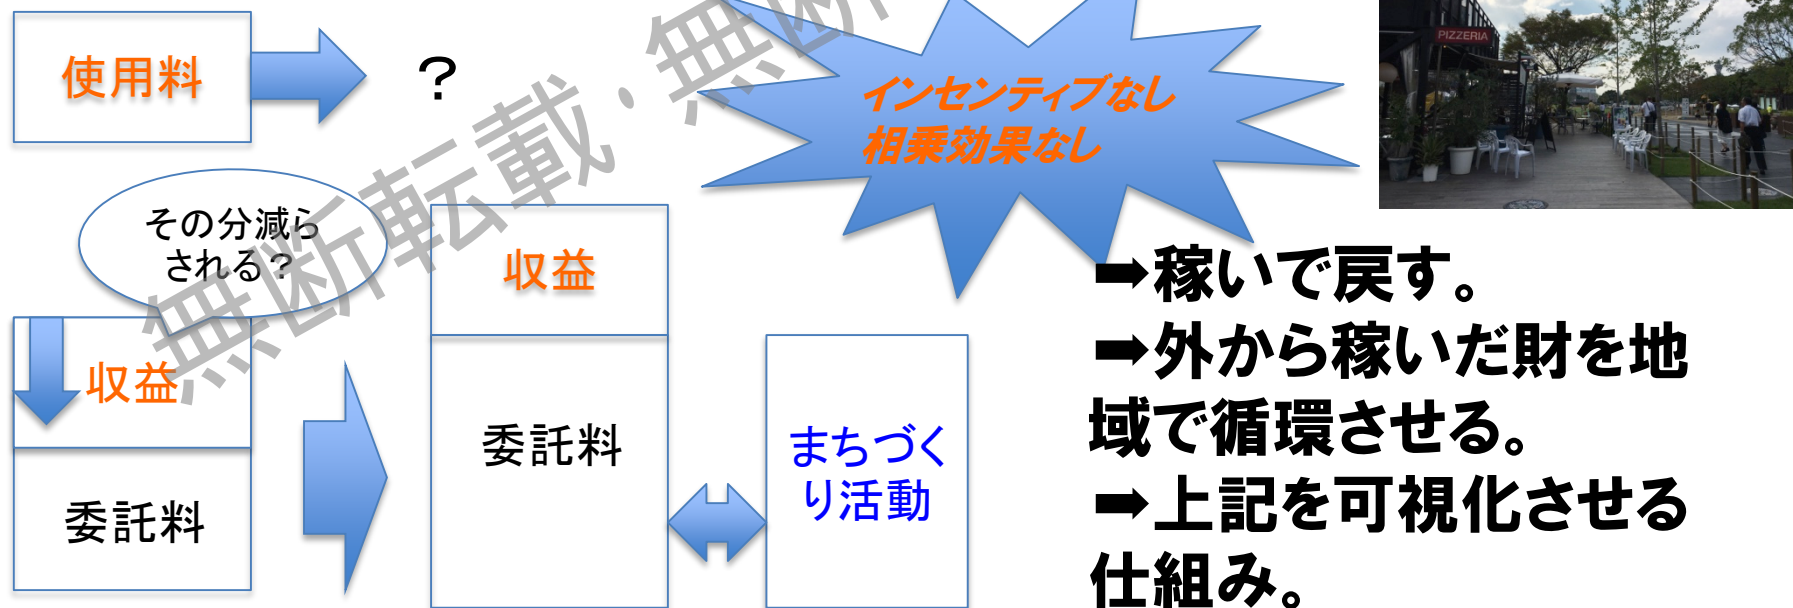 使用料
?
インセンティブなし
相乗効果なし
PIZZERIA
その分減ら
される?
収益
委託料
収益
委託料
まちづく
り活動
➡稼いで戻す。
➡外から稼いだ財を地
域で循環させる。
➡上記を可視化させる
仕組み。
無断転載・無断